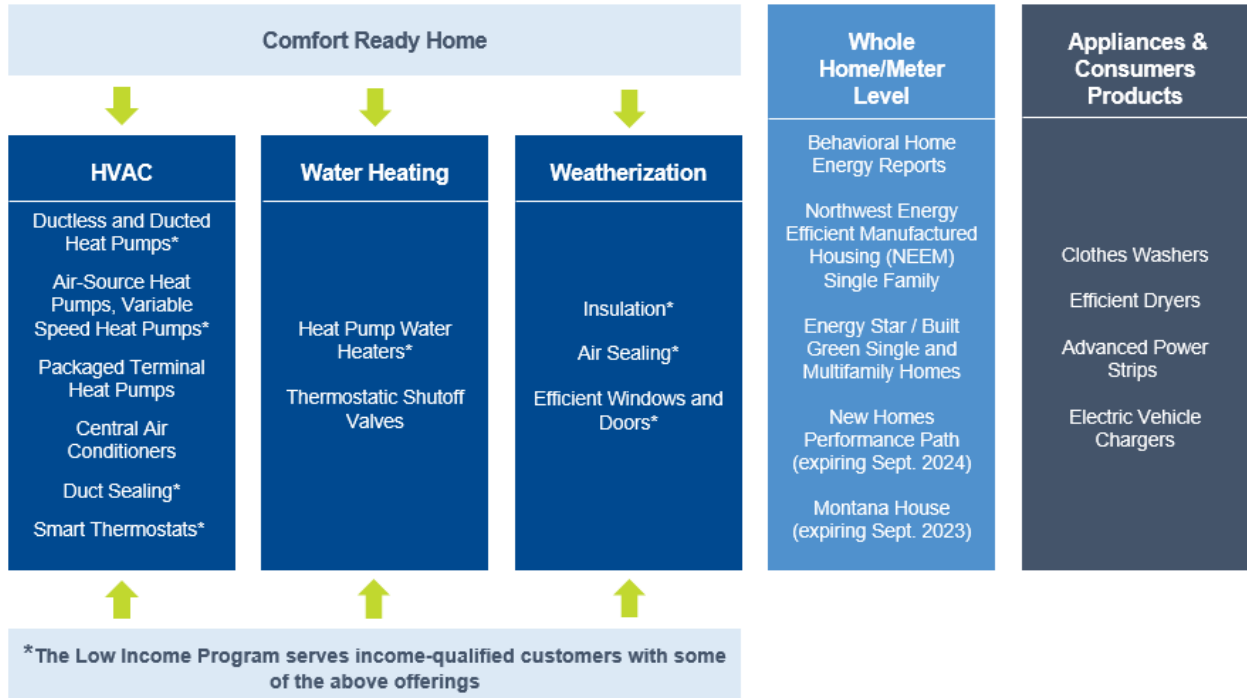 Comfort Ready Home
HVAC
Ductless and Ducted
Heat Pumps*
Air-Source Heat
Pumps, Variable
Speed Heat Pumps*
Packaged Terminal
Heat Pumps
Central Air
Conditioners
Duct Sealing*
Smart Thermostats*
Water Heating
Heat Pump Water
Heaters*
Thermostatic Shutoff
Valves
Weatherization
Insulation*
Air Sealing*
Efficient Windows and
Doors*
*The Low Income Program serves income-qualified customers with some
of the above offerings
Whole
Home/Meter
Level
Behavioral Home
Energy Reports
Northwest Energy
Efficient Manufactured
Housing (NEEM)
Single Family
Energy Star / Built
Green Single and
Multifamily Homes
New Homes
Performance Path
(expiring Sept. 2024)
Montana House
(expiring Sept. 2023)
Appliances &
Consumers
Products
Clothes Washers
Efficient Dryers
Advanced Power
Strips
Electric Vehicle
Chargers